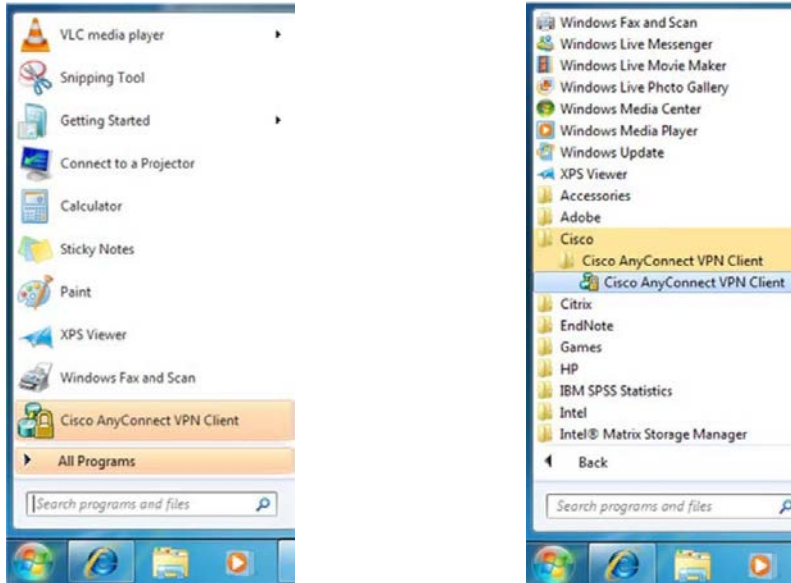 VLC media player
Snipping Tool
Getting Started
Connect to a Projector
Calculator
Sticky Notes
Paint
XPS Viewer
Windows Fax and Scan
Cisco AnyConnect VPN Client
All Programs
Search programs and files
Windows Fax and Scan
Windows Live Messenger
Windows Live Movie Maker
Windows Live Photo Gallery
Windows Media Center
Windows Media Player
Windows Update
XPS Viewer
Accessories
Adobe
Cisco
Cisco AnyConnect VPN Client
Cisco AnyConnect VPN Client
Citrix
EndNote
Games
HP
IBM SPSS Statistics
Intel
Intel® Matrix Storage Manager
Back
Search programs and files